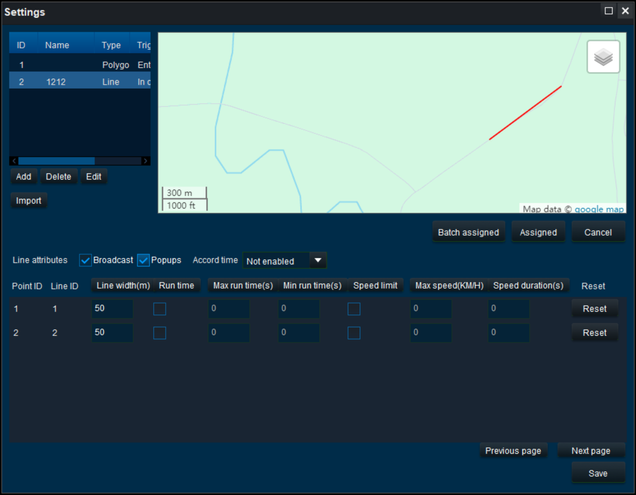 Settings
ID Name Type Trig
1 Polygo Ent
2 1212 Line In c
Add Delete Edit
Import
300 m
1000 ft
Map data © google map
Batch assigned Assigned Cancel
Line attributes Broadcast Popups Accord time Not enabled
Point ID Line ID Line width(m) Run time Max run time(s) Min run time(s) Speed limit Max speed(KM/H) Speed duration(s) Reset
1 1 50 0 0 0 0 Reset
2 2 50 0 0 0 0 Reset
Previous page Next page
Save